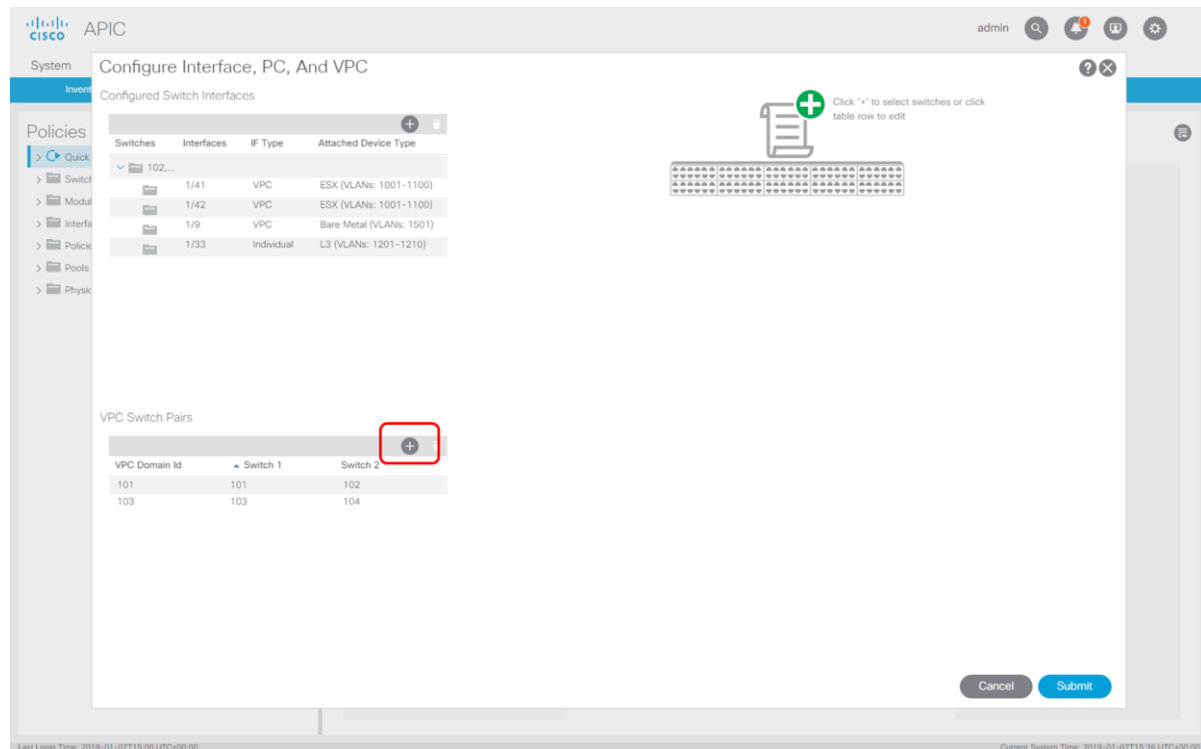 CISCO APIC admin 1
System
Configure Interface, PC, And VPC
Invent
Configured Switch Interfaces
Click '+' to select switches or click
table row to edit
Policies
Switches Interfaces IF Type Attached Device Type
Quick
102,...
Switch
1/41 VPC ESX (VLANs: 1001-1100)
Modul
1/42 VPC ESX (VLANs: 1001-1100)
Interfa
1/9 VPC Bare Metal (VLANs: 1501)
Policie
1/33 Individual L3 (VLANs: 1201-1210)
Pools
Physic
VPC Switch Pairs
VPC Domain Id Switch 1 Switch 2
101 101 102
103 103 104
Cancel Submit
Last Login Time: 2019-01-07T15:00 UTC+00:00 Current System Time: 2019-01-07T15:26 UTC+00:00